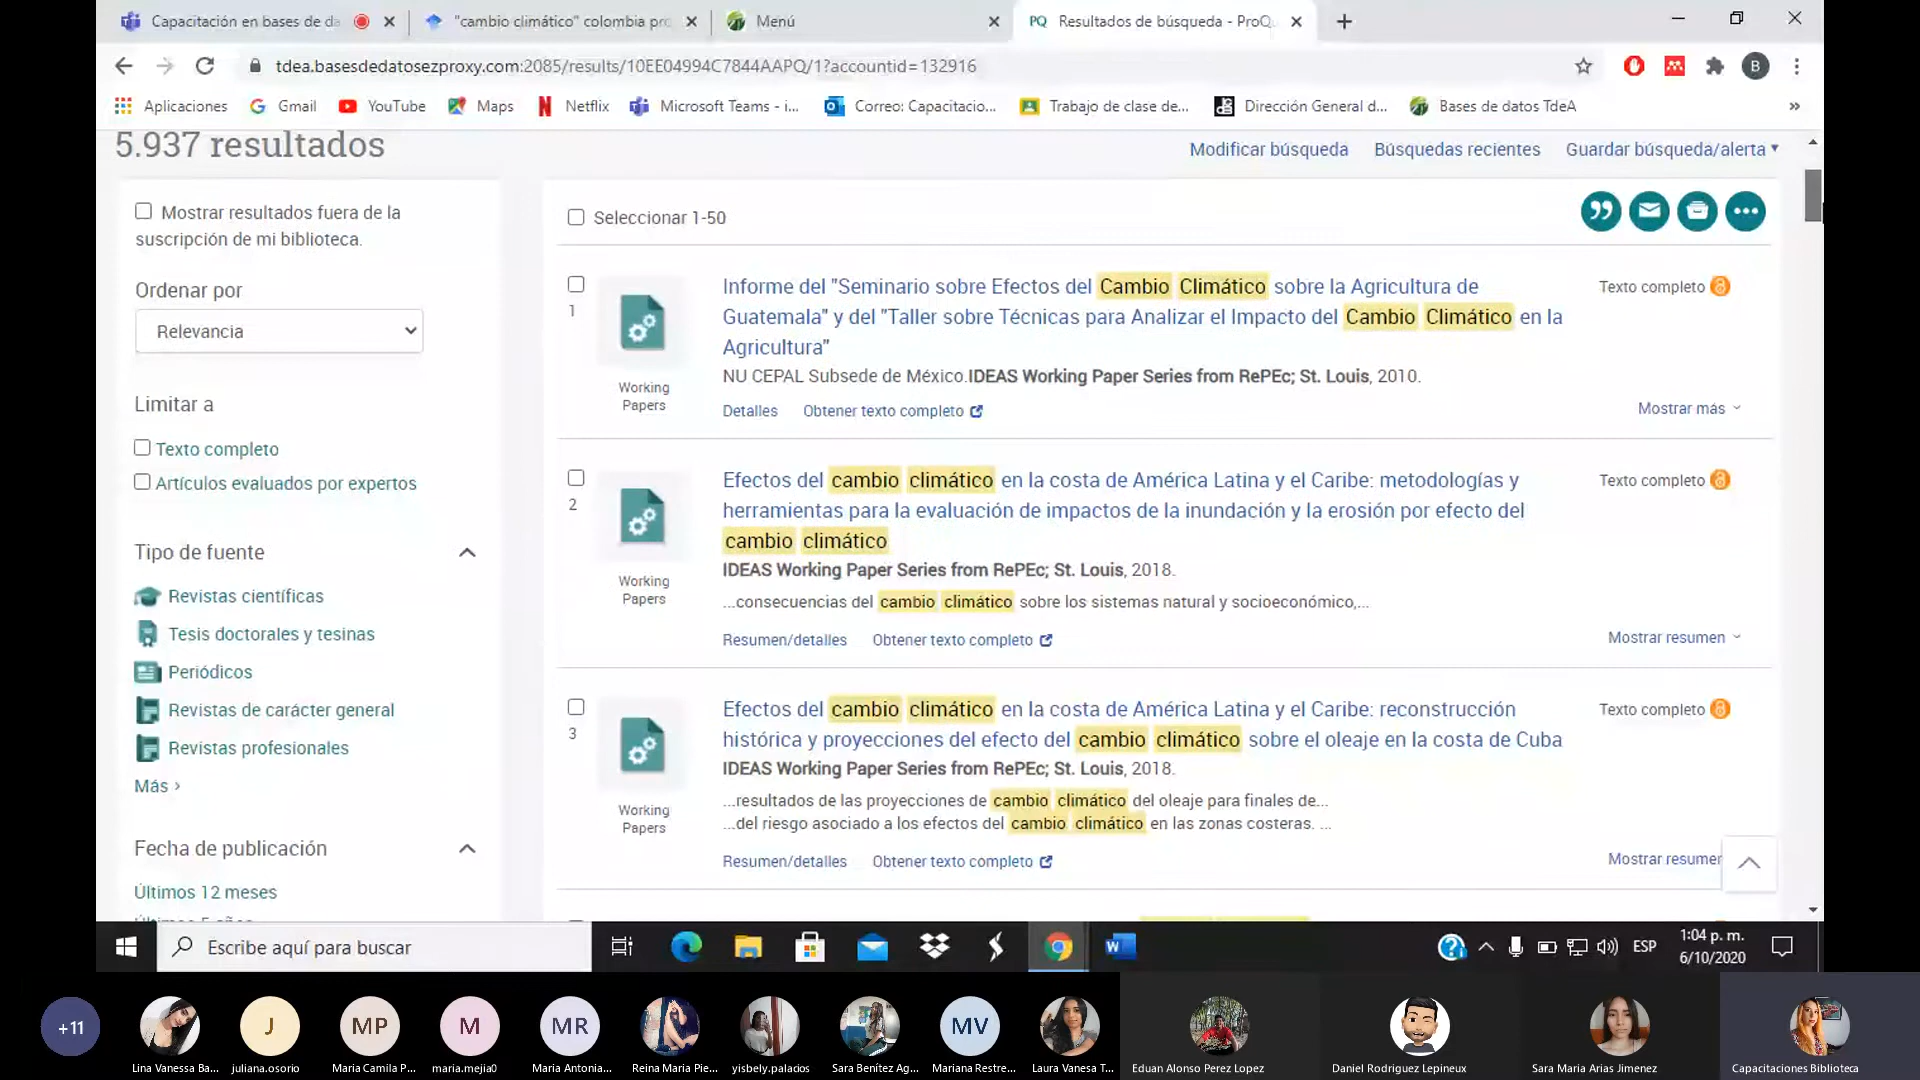 Capacitación en bases de da
"cambio climático" colombia pro
Menú
PQ Resultados de búsqueda - ProQu
tdea.basesdedatosezproxy.com:2085/results/10EE04994C7844AAPQ/1?accountid=132916
B
Aplicaciones
Gmail
YouTube
Maps
Netflix
Microsoft Teams - i...
Correo: Capacitacio...
Trabajo de clase de...
Dirección General d...
Bases de datos TdeA
»
5.937 resultados
Modificar búsqueda
Búsquedas recientes
Guardar búsqueda/alerta
Mostrar resultados fuera de la
suscripción de mi biblioteca.
Ordenar por
Relevancia
Limitar a
Texto completo
Artículos evaluados por expertos
Tipo de fuente
Revistas científicas
Tesis doctorales y tesinas
Periódicos
Revistas de carácter general
Revistas profesionales
Más ›
Fecha de publicación
Últimos 12 meses
Últimos 5 años
Seleccionar 1-50
1
Working
Papers
Informe del "Seminario sobre Efectos del Cambio Climático sobre la Agricultura de
Guatemala" y del "Taller sobre Técnicas para Analizar el Impacto del Cambio Climático en la
Agricultura"
NU CEPAL Subsede de México.IDEAS Working Paper Series from RePEc; St. Louis, 2010.
Detalles
Obtener texto completo
Texto completo
Mostrar más
2
Working
Papers
Efectos del cambio climático en la costa de América Latina y el Caribe: metodologías y
herramientas para la evaluación de impactos de la inundación y la erosión por efecto del
cambio climático
IDEAS Working Paper Series from RePEc; St. Louis, 2018.
...consecuencias del cambio climático sobre los sistemas natural y socioeconómico,...
Resumen/detalles
Obtener texto completo
Texto completo
Mostrar resumen
3
Working
Papers
Efectos del cambio climático en la costa de América Latina y el Caribe: reconstrucción
histórica y proyecciones del efecto del cambio climático sobre el oleaje en la costa de Cuba
IDEAS Working Paper Series from RePEc; St. Louis, 2018.
...resultados de las proyecciones de cambio climático del oleaje para finales de...
...del riesgo asociado a los efectos del cambio climático en las zonas costeras. ...
Resumen/detalles
Obtener texto completo
Texto completo
Mostrar resumen
Escribe aquí para buscar
ESP
1:04 p. m.
6/10/2020
+11
J
MP
M
MR
MV
Lina Vanessa Ba...
juliana.osorio
Maria Camila P...
maria.mejia0
Maria Antonia...
Reina Maria Pie...
yisbely.palacios
Sara Benítez Ag...
Mariana Restre...
Laura Vanesa T...
Eduan Alonso Perez Lopez
Daniel Rodriguez Lepineux
Sara Maria Arias Jimenez
Capacitaciones Biblioteca